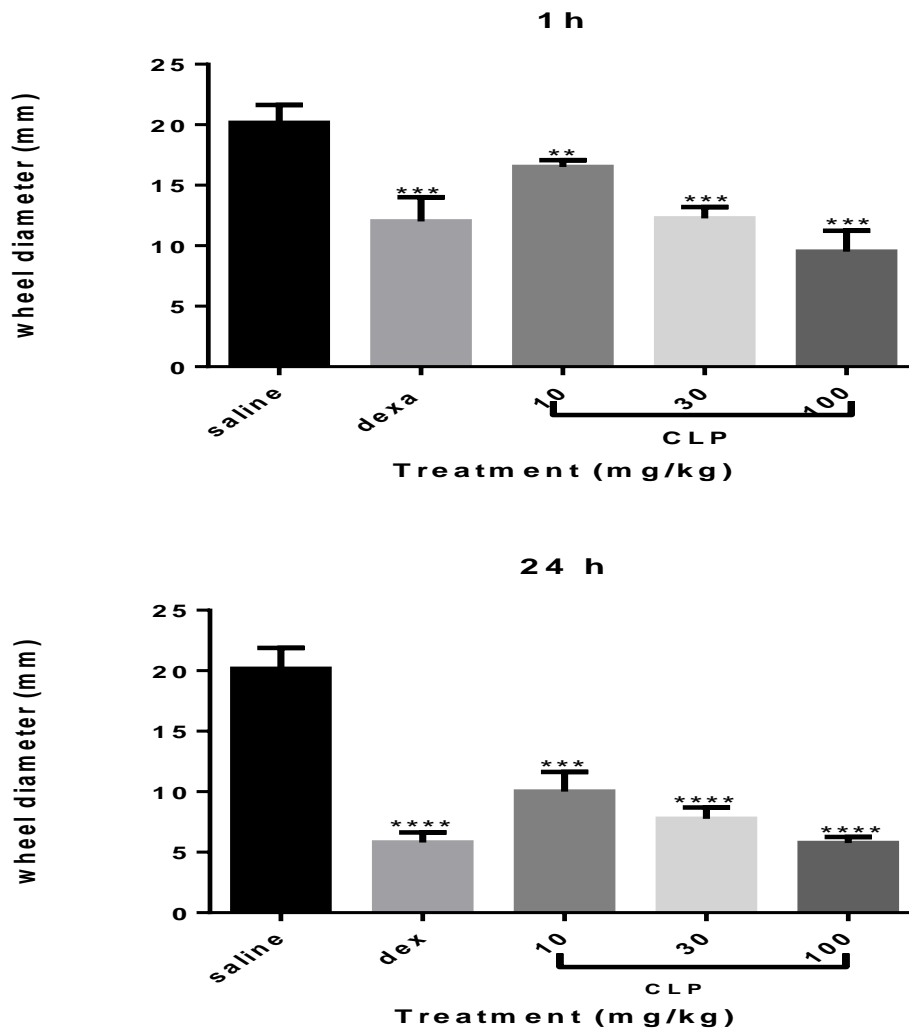 1 h
wheel diameter (mm)
25
20
15
10
5
0
***
**
***
***
saline
dexa
10
30
100
CLP
Treatment (mg/kg)
24 h
wheel diameter (mm)
25
20
15
10
5
0
****
***
****
****
saline
dex
10
30
100
CLP
Treatment (mg/kg)